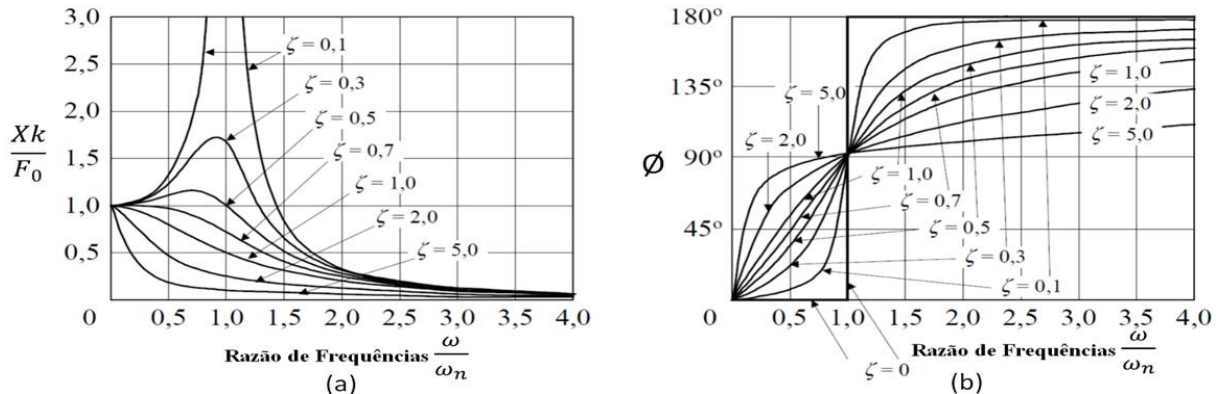 3,0
2,5
2,0
1,5
1,0
0,5
0
Xk
F₀
ζ = 0,1
ζ = 0,3
ζ = 0,5
ζ = 0,7
ζ = 1,0
ζ = 2,0
ζ = 5,0
0,5 1,0 1,5 2,0 2,5 3,0 3,5 4,0
Razão de Frequências ω/ωₙ
(a)
180º
135º
90º
45º
0
Ø
ζ = 5,0
ζ = 2,0
ζ = 1,0
ζ = 2,0
ζ = 5,0
ζ = 1,0
ζ = 0,7
ζ = 0,5
ζ = 0,3
ζ = 0,1
0,5 1,0 1,5 2,0 2,5 3,0 3,5 4,0
ζ = 0
Razão de Frequências ω/ωₙ
(b)